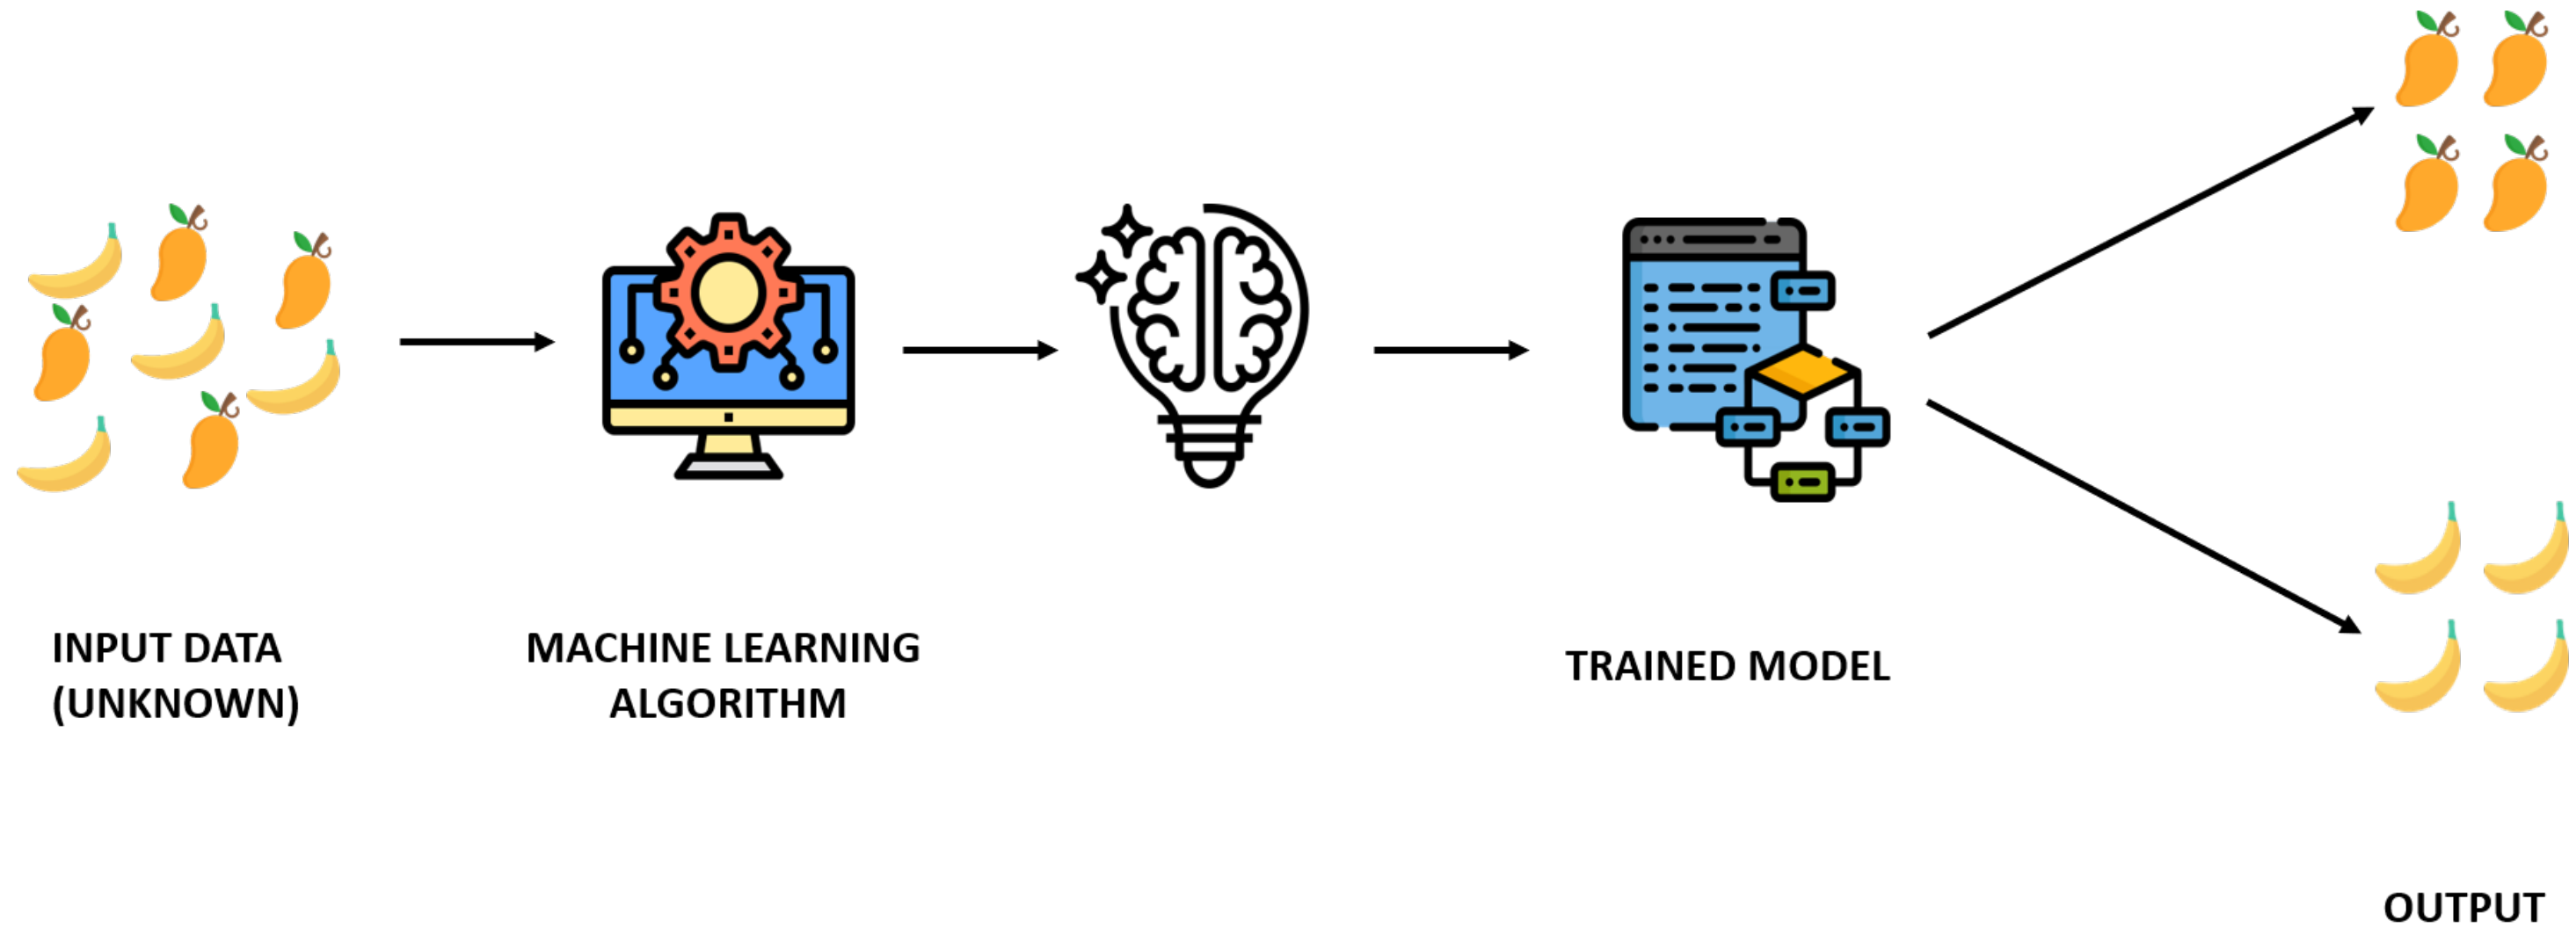 INPUT DATA
(UNKNOWN)
MACHINE LEARNING
ALGORITHM
TRAINED MODEL
OUTPUT